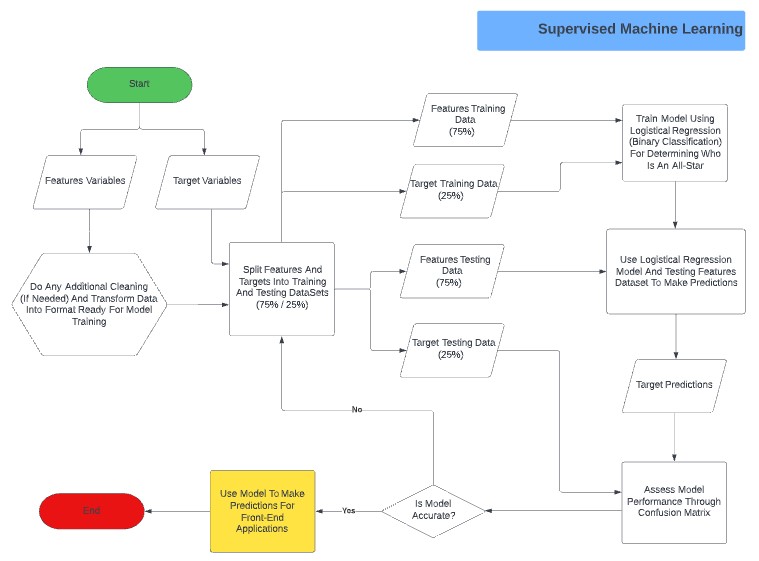 Supervised Machine Learning
Start
Features Variables
Target Variables
Do Any Additional Cleaning
(If Needed) And Transform Data
Into Format Ready For Model
Training
Split Features And
Targets Into Training
And Testing DataSets
(75% / 25%)
Features Training
Data
(75%)
Target Training Data
(25%)
Features Testing
Data
(75%)
Target Testing Data
(25%)
Train Model Using
Logistical Regression
(Binary Classification)
For Determining Who
Is An All-Star
Use Logistical Regression
Model And Testing Features
Dataset To Make Predictions
Target Predictions
Assess Model
Performance Through
Confusion Matrix
Is Model
Accurate?
No
Yes
Use Model To Make
Predictions For
Front-End
Applications
End